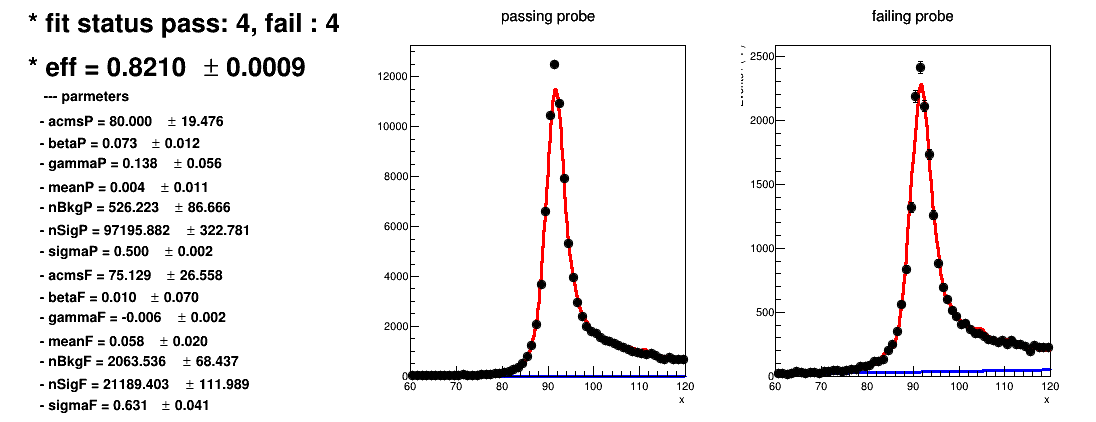 * fit status pass: 4, fail : 4
* eff = 0.8210 ± 0.0009
--- parmeters
- acmsP = 80.000 ± 19.476
- betaP = 0.073 ± 0.012
- gammaP = 0.138 ± 0.056
- meanP = 0.004 ± 0.011
- nBkgP = 526.223 ± 86.666
- nSigP = 97195.882 ± 322.781
- sigmaP = 0.500 ± 0.002
- acmsF = 75.129 ± 26.558
- betaF = 0.010 ± 0.070
- gammaF = -0.006 ± 0.002
- meanF = 0.058 ± 0.020
- nBkgF = 2063.536 ± 68.437
- nSigF = 21189.403 ± 111.989
- sigmaF = 0.631 ± 0.041
passing probe
12000
10000
8000
6000
4000
2000
0
60 70 80 90 100 110 120
x
failing probe
2500
2000
1500
1000
500
0
60 70 80 90 100 110 120
x